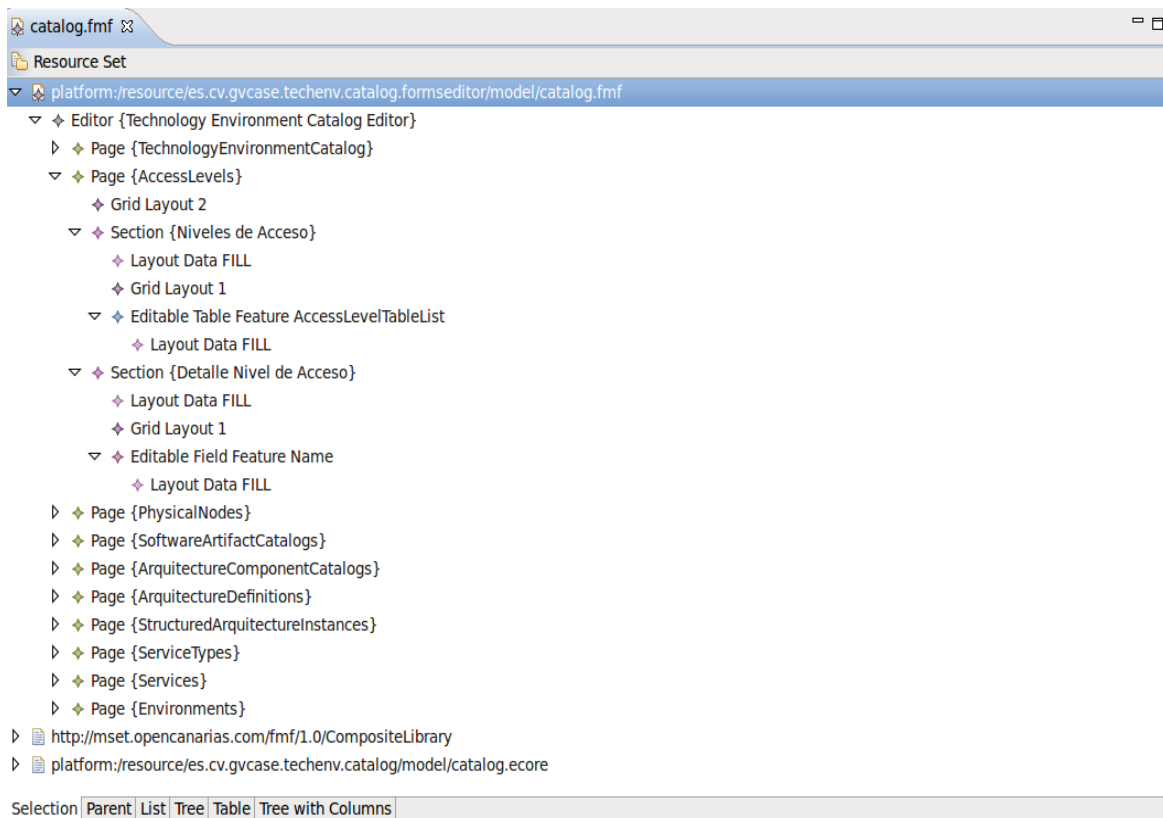 catalog.fmf
Resource Set
platform:/resource/es.cv.gvcase.techenv.catalog.formseditor/model/catalog.fmf
Editor {Technology Environment Catalog Editor}
Page {TechnologyEnvironmentCatalog}
Page {AccessLevels}
Grid Layout 2
Section {Niveles de Acceso}
Layout Data FILL
Grid Layout 1
Editable Table Feature AccessLevelTableList
Layout Data FILL
Section {Detalle Nivel de Acceso}
Layout Data FILL
Grid Layout 1
Editable Field Feature Name
Layout Data FILL
Page {PhysicalNodes}
Page {SoftwareArtifactCatalogs}
Page {ArquitectureComponentCatalogs}
Page {ArquitectureDefinitions}
Page {StructuredArquitectureInstances}
Page {ServiceTypes}
Page {Services}
Page {Environments}
http://mset.opencanarias.com/fmf/1.0/CompositeLibrary
platform:/resource/es.cv.gvcase.techenv.catalog/model/catalog.ecore
Selection Parent List Tree Table Tree with Columns